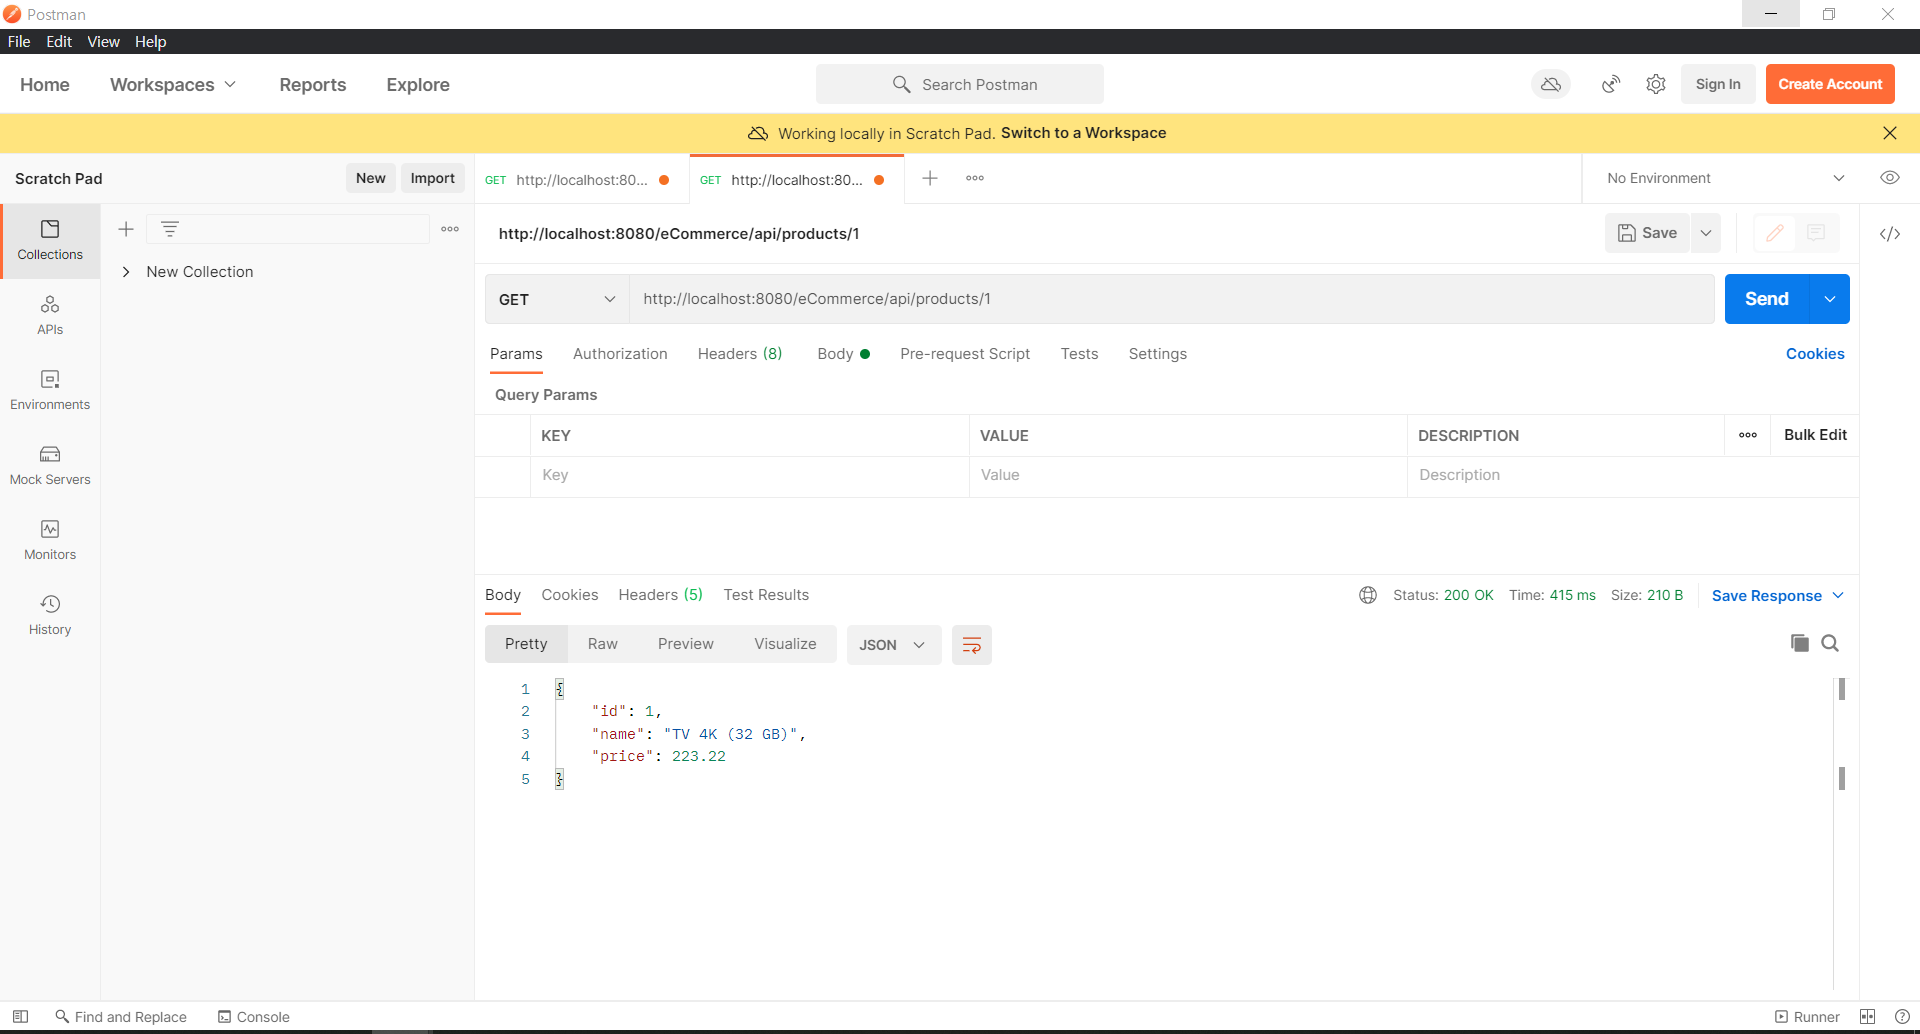 Postman
File Edit View Help
Home Workspaces Reports Explore Search Postman Sign In Create Account
Working locally in Scratch Pad. Switch to a Workspace
Scratch Pad New Import GET http://localhost:80... GET http://localhost:80... No Environment
Collections
APIs
Environments
Mock Servers
Monitors
History
New Collection
http://localhost:8080/eCommerce/api/products/1 Save
GET http://localhost:8080/eCommerce/api/products/1 Send
Params Authorization Headers (8) Body Pre-request Script Tests Settings Cookies
Query Params
KEY VALUE DESCRIPTION Bulk Edit
Key Value Description
Body Cookies Headers (5) Test Results Status: 200 OK Time: 415 ms Size: 210 B Save Response
Pretty Raw Preview Visualize JSON
1 {
2 "id": 1,
3 "name": "TV 4K (32 GB)",
4 "price": 223.22
5 }
Find and Replace Console Runner